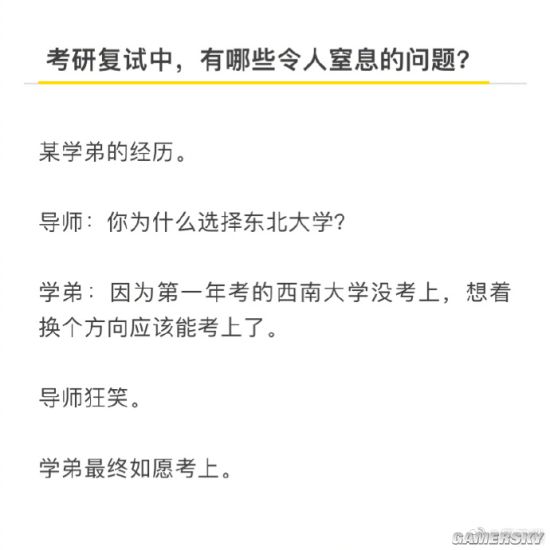 考研复试中，有哪些令人窒息的问题？
某学弟的经历。
导师：你为什么选择东北大学？
学弟：因为第一年考的西南大学没考上，想着
换个方向应该能考上了。
导师狂笑。
学弟最终如愿考上。
GAMERSKY